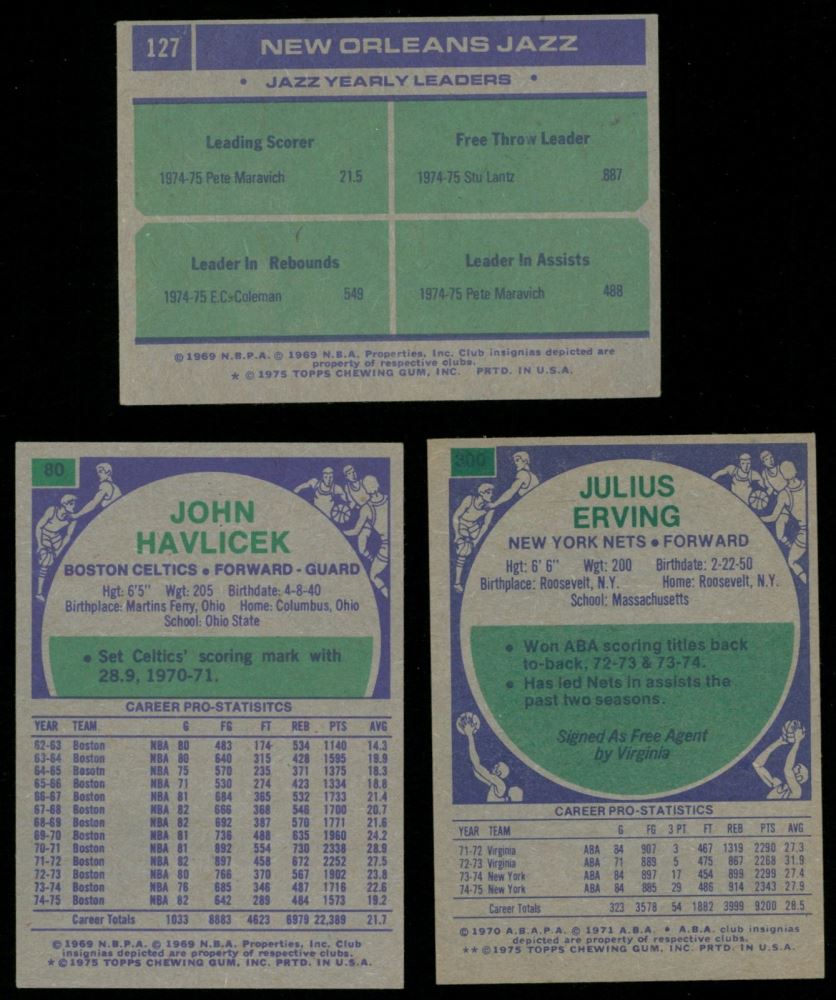 127 NEW ORLEANS JAZZ
• JAZZ YEARLY LEADERS •
Leading Scorer
1974-75 Pete Maravich 21.5
Free Throw Leader
1974-75 Stu Lantz .887
Leader In Rebounds
1974-75 E.C. Coleman 549
Leader In Assists
1974-75 Pete Maravich 488
© 1969 N.B.P.A. © 1969 N.B.A. Properties, Inc. Club insignias depicted are
property of respective clubs.
* © 1975 TOPPS CHEWING GUM, INC. PRTD. IN U.S.A.
80
JOHN
HAVLICEK
BOSTON CELTICS • FORWARD - GUARD
Hgt: 6'5" Wgt: 205 Birthdate: 4-8-40
Birthplace: Martins Ferry, Ohio Home: Columbus, Ohio
School: Ohio State
• Set Celtics' scoring mark with
28.9, 1970-71.
CAREER PRO-STATISITCS
YEAR TEAM G FG FT REB PTS AVG
62-63 Boston NBA 80 483 174 534 1140 14.3
63-64 Boston NBA 80 640 315 428 1595 19.9
64-65 Bosotn NBA 75 570 235 371 1375 18.3
65-66 Boston NBA 71 530 274 423 1334 18.8
66-67 Boston NBA 81 684 365 532 1733 21.4
67-68 Boston NBA 82 666 368 546 1700 20.7
68-69 Boston NBA 82 692 387 570 1771 21.6
69-70 Boston NBA 81 736 488 635 1960 24.2
70-71 Boston NBA 81 892 554 730 2338 28.9
71-72 Boston NBA 82 897 458 672 2252 27.5
72-73 Boston NBA 80 766 370 567 1902 23.8
73-74 Boston NBA 76 685 346 487 1716 22.6
74-75 Boston NBA 82 642 289 484 1573 19.2
Career Totals 1033 8883 4623 6979 22,389 21.7
© 1969 N.B.P.A. © 1969 N.B.A. Properties, Inc. Club
insignias depicted are property of respective clubs.
* © 1975 TOPPS CHEWING GUM, INC. PRTD. IN U.S.A.
300
JULIUS
ERVING
NEW YORK NETS • FORWARD
Hgt: 6' 6" Wgt: 200 Birthdate: 2-22-50
Birthplace: Roosevelt, N.Y. Home: Roosevelt, N.Y.
School: Massachusetts
• Won ABA scoring titles back
to-back, 72-73 & 73-74.
• Has led Nets in assists the
past two seasons.
Signed As Free Agent
by Virginia
CAREER PRO-STATISTICS
YEAR TEAM G FG 3 PT FT REB PTS AVG
71-72 Virginia ABA 84 907 3 467 1319 2290 27.3
72-73 Virginia ABA 71 889 5 475 867 2268 31.9
73-74 New York ABA 84 897 17 454 899 2299 27.4
74-75 New York ABA 84 885 29 486 914 2343 27.9
Career Totals 323 3578 54 1882 3999 9200 28.5
© 1970 A.B.A.P.A. © 1971 A.B.A. • A.B.A. club insignias
depicted are property of respective clubs.
** © 1975 TOPPS CHEWING GUM, INC. PRTD. IN U.S.A.